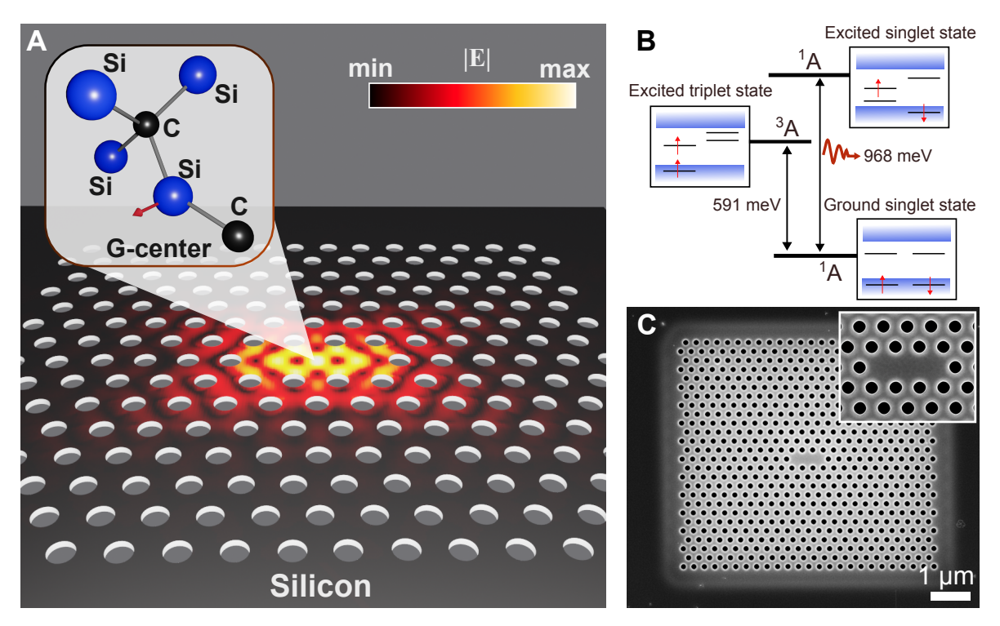 A
Si
Si
C
Si
Si
C
G-center
|E|
min
max
Silicon
B
Excited singlet state
¹A
Excited triplet state
³A
968 meV
591 meV
Ground singlet state
¹A
C
1 μm